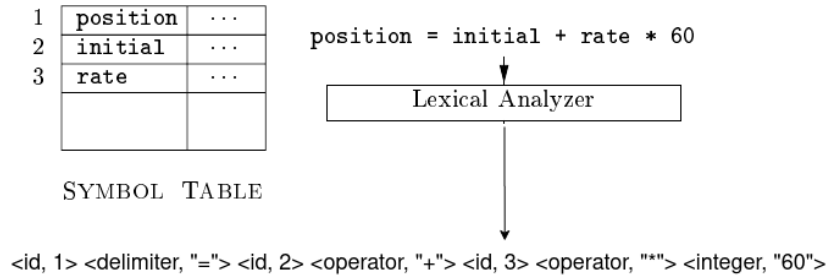 1 position ...
2 initial ...
3 rate ...
SYMBOL TABLE
position = initial + rate * 60
Lexical Analyzer
<id, 1> <delimiter, "="> <id, 2> <operator, "+"> <id, 3> <operator, "*"> <integer, "60">